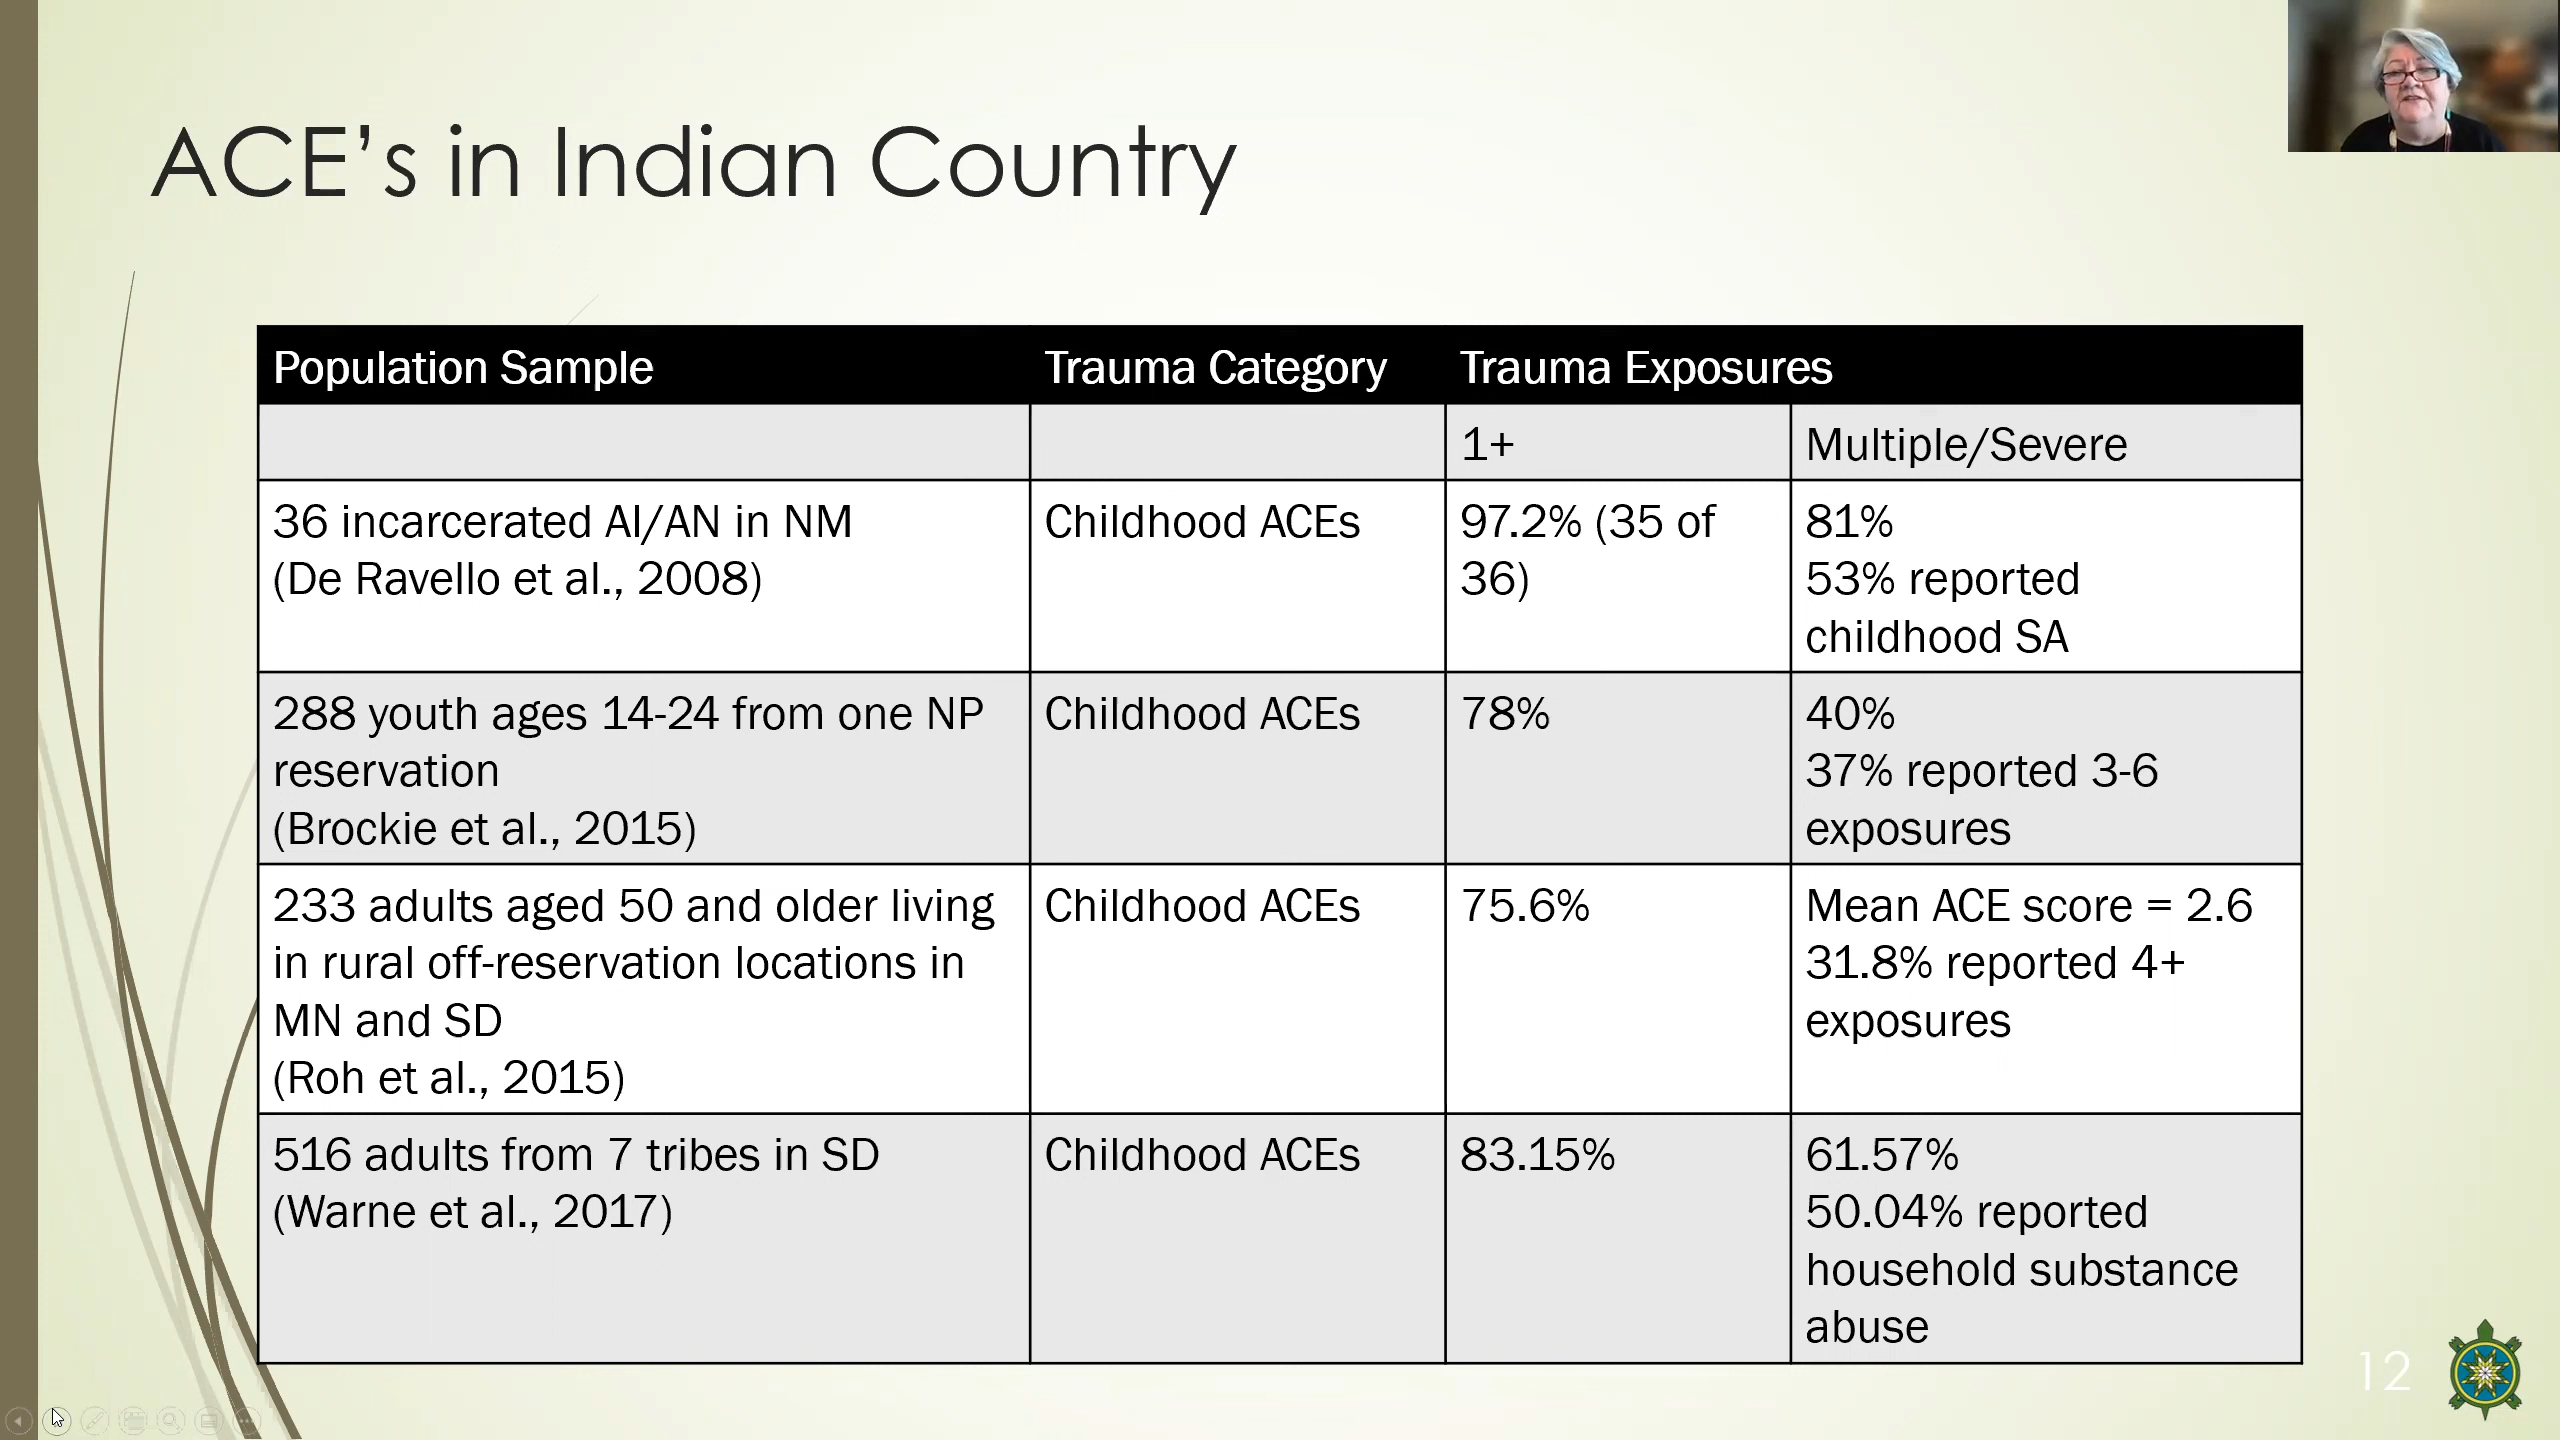 ACE’s in Indian Country
Population Sample
Trauma Category
Trauma Exposures
1+
Multiple/Severe
36 incarcerated AI/AN in NM
(De Ravello et al., 2008)
Childhood ACEs
97.2% (35 of
36)
81%
53% reported
childhood SA
288 youth ages 14-24 from one NP
reservation
(Brockie et al., 2015)
Childhood ACEs
78%
40%
37% reported 3-6
exposures
233 adults aged 50 and older living
in rural off-reservation locations in
MN and SD
(Roh et al., 2015)
Childhood ACEs
75.6%
Mean ACE score = 2.6
31.8% reported 4+
exposures
516 adults from 7 tribes in SD
(Warne et al., 2017)
Childhood ACEs
83.15%
61.57%
50.04% reported
household substance
abuse
12